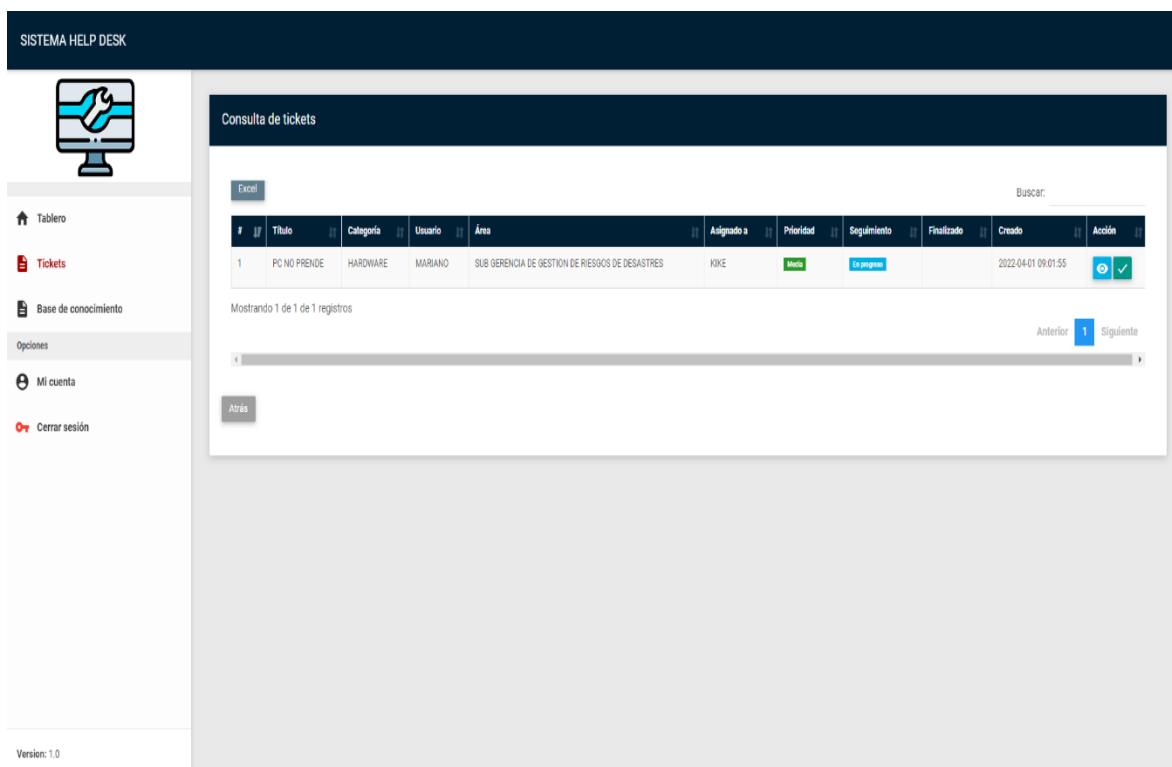 SISTEMA HELP DESK
Tablero
Tickets
Base de conocimiento
Opciones
Mi cuenta
Cerrar sesión
Version: 1.0
Consulta de tickets
Excel
Buscar:
# Título Categoría Usuario Área Asignado a Prioridad Seguimiento Finalizado Creado Acción
1 PC NO PRENDE HARDWARE MARIANO SUB GERENCIA DE GESTION DE RIESGOS DE DESASTRES KIKE Media En progreso 2022-04-01 09:01:55
Mostrando 1 de 1 de 1 registros
Anterior 1 Siguiente
Atrás